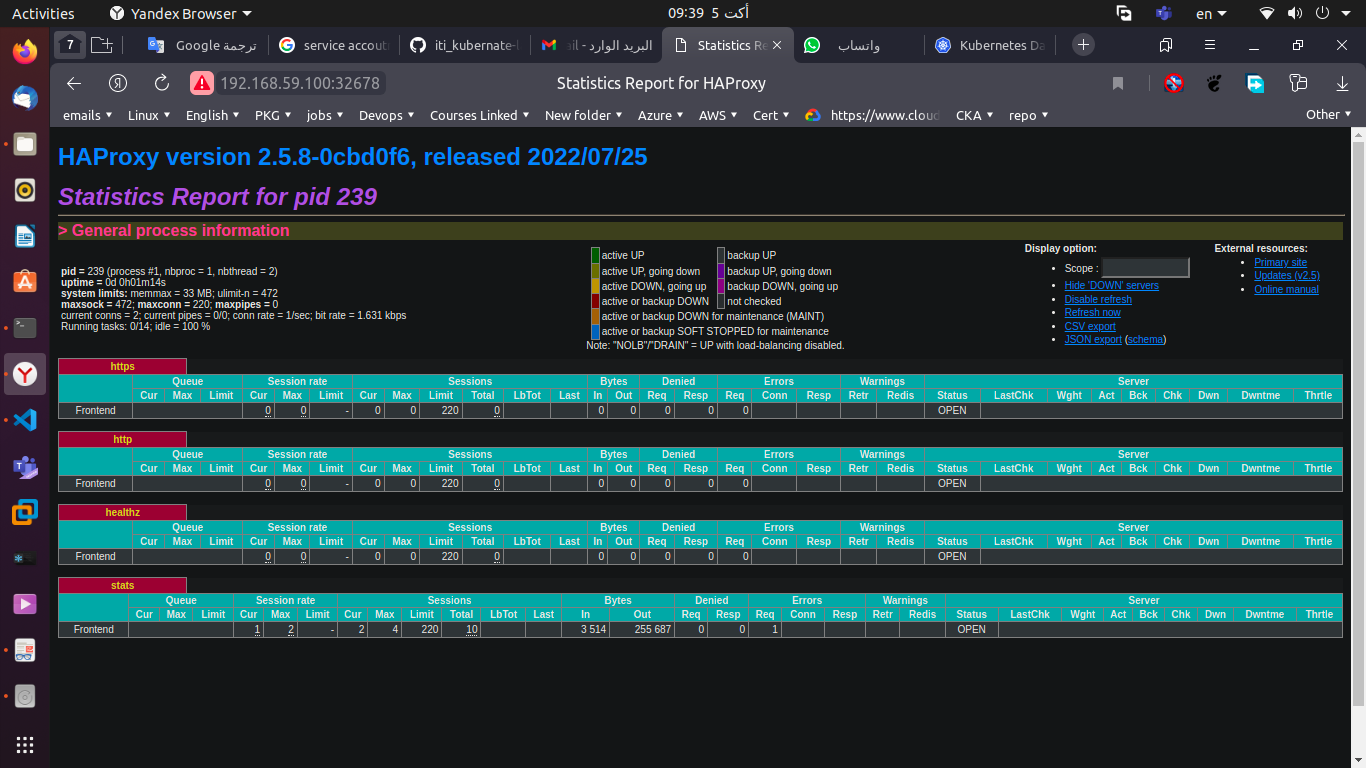 Activities Yandex Browser 09:39 5 أكت en
7 ترجمة Google service accoun iti_kubernate-l البريد الوارد - ail Statistics Re واتساب Kubernetes Da
192.168.59.100:32678 Statistics Report for HAProxy
emails Linux English PKG jobs Devops Courses Linked New folder Azure AWS Cert https://www.cloud CKA repo Other
HAProxy version 2.5.8-0cbd0f6, released 2022/07/25
Statistics Report for pid 239
> General process information
pid = 239 (process #1, nbproc = 1, nbthread = 2)
uptime = 0d 0h01m14s
system limits: memmax = 33 MB; ulimit-n = 472
maxsock = 472; maxconn = 220; maxpipes = 0
current conns = 2; current pipes = 0/0; conn rate = 1/sec; bit rate = 1.631 kbps
Running tasks: 0/14; idle = 100 %
active UP backup UP
active UP, going down backup UP, going down
active DOWN, going up backup DOWN, going up
active or backup DOWN not checked
active or backup DOWN for maintenance (MAINT)
active or backup SOFT STOPPED for maintenance
Note: "NOLB"/"DRAIN" = UP with load-balancing disabled.
Display option:
• Scope :
• Hide 'DOWN' servers
• Disable refresh
• Refresh now
• CSV export
• JSON export (schema)
External resources:
• Primary site
• Updates (v2.5)
• Online manual
https
Queue Session rate Sessions Bytes Denied Errors Warnings Server
Cur Max Limit Cur Max Limit Cur Max Limit Total LbTot Last In Out Req Resp Req Conn Resp Retr Redis Status LastChk Wght Act Bck Chk Dwn Dwntme Thrtle
Frontend 0 0 - 0 0 220 0 0 0 0 0 0 OPEN
http
Queue Session rate Sessions Bytes Denied Errors Warnings Server
Cur Max Limit Cur Max Limit Cur Max Limit Total LbTot Last In Out Req Resp Req Conn Resp Retr Redis Status LastChk Wght Act Bck Chk Dwn Dwntme Thrtle
Frontend 0 0 - 0 0 220 0 0 0 0 0 0 OPEN
healthz
Queue Session rate Sessions Bytes Denied Errors Warnings Server
Cur Max Limit Cur Max Limit Cur Max Limit Total LbTot Last In Out Req Resp Req Conn Resp Retr Redis Status LastChk Wght Act Bck Chk Dwn Dwntme Thrtle
Frontend 0 0 - 0 0 220 0 0 0 0 0 0 OPEN
stats
Queue Session rate Sessions Bytes Denied Errors Warnings Server
Cur Max Limit Cur Max Limit Cur Max Limit Total LbTot Last In Out Req Resp Req Conn Resp Retr Redis Status LastChk Wght Act Bck Chk Dwn Dwntme Thrtle
Frontend 1 2 - 2 4 220 10 3 514 255 687 0 0 1 OPEN